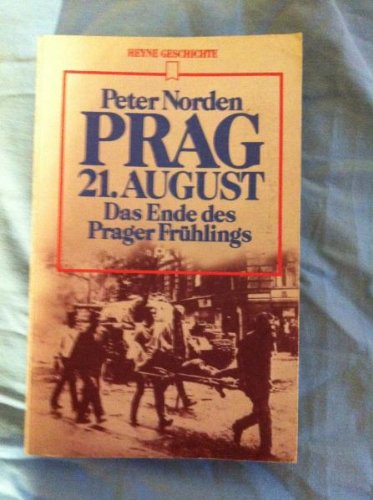 HEYNE GESCHICHTE
Peter Norden
PRAG
21. AUGUST
Das Ende des
Prager Frühlings